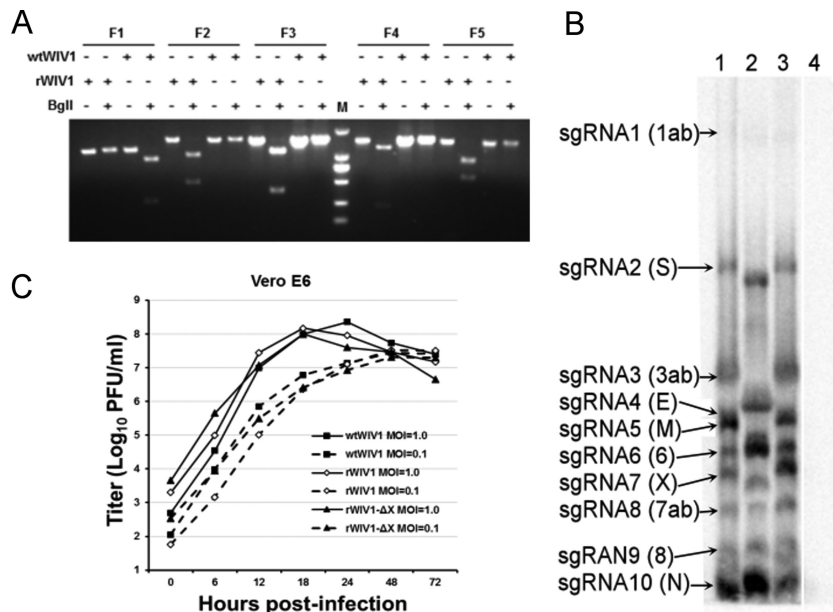 A
F1 F2 F3 F4 F5
wtWIV1 - - + + - - + + - - + + - - + + - - + +
rWIV1 + + - - + + - - + + - - + + - - + + - -
BglI - + - + - + - + - + - + M - + - + - + - +
B
1 2 3 4
sgRNA1 (1ab)
sgRNA2 (S)
sgRNA3 (3ab)
sgRNA4 (E)
sgRNA5 (M)
sgRNA6 (6)
sgRNA7 (X)
sgRNA8 (7ab)
sgRAN9 (8)
sgRNA10 (N)
C
Vero E6
Titer (Log10 PFU/ml)
9
8
7
6
5
4
3
2
1
wtWIV1 MOI=1.0
wtWIV1 MOI=0.1
rWIV1 MOI=1.0
rWIV1 MOI=0.1
rWIV1-ΔX MOI=1.0
rWIV1-ΔX MOI=0.1
0 6 12 18 24 48 72
Hours post-infection